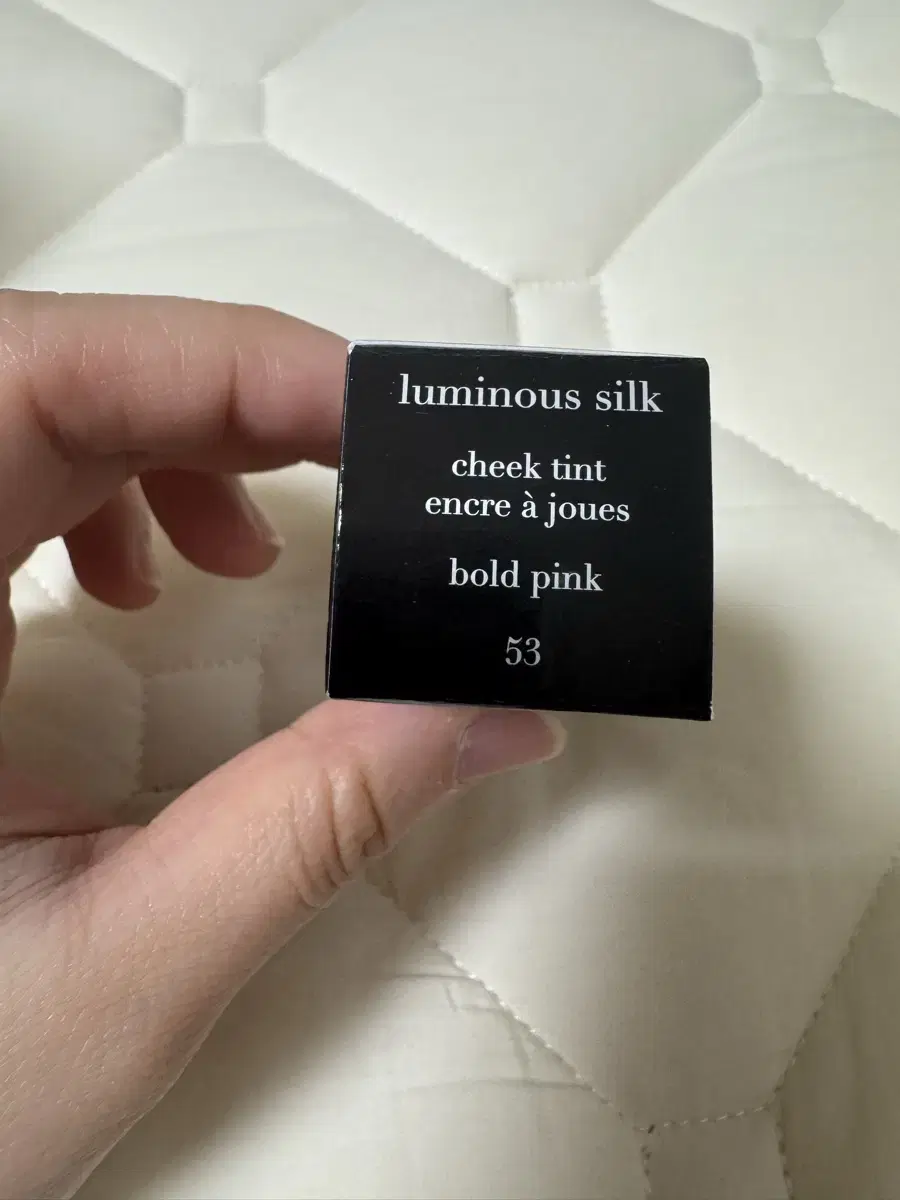 luminous silk
cheek tint
encre à joues
bold pink
53